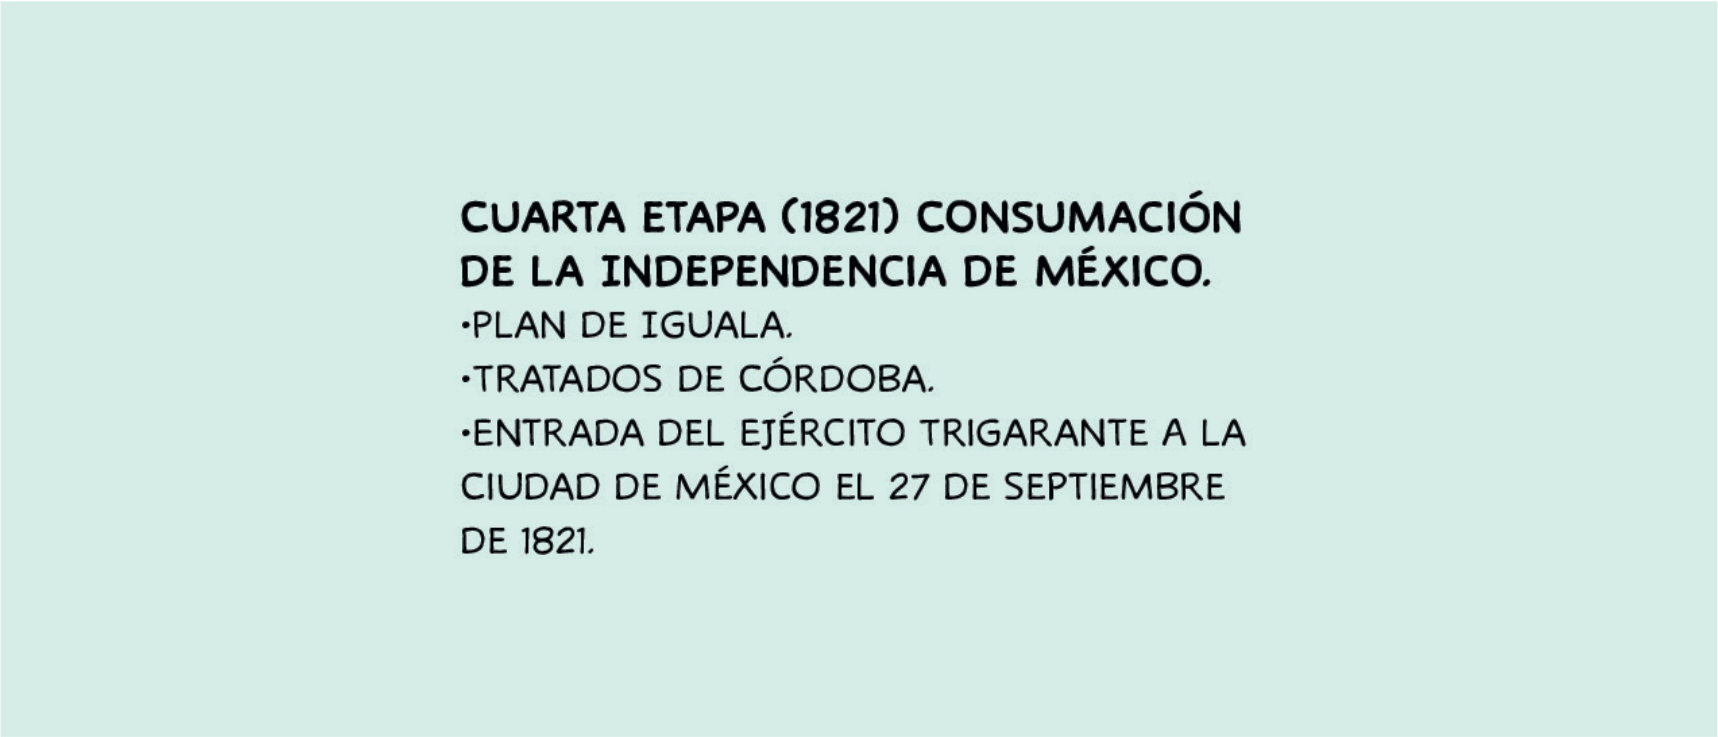 CUARTA ETAPA (1821) CONSUMACIÓN
DE LA INDEPENDENCIA DE MÉXICO.
•PLAN DE IGUALA.
•TRATADOS DE CÓRDOBA.
•ENTRADA DEL EJÉRCITO TRIGARANTE A LA
CIUDAD DE MÉXICO EL 27 DE SEPTIEMBRE
DE 1821.